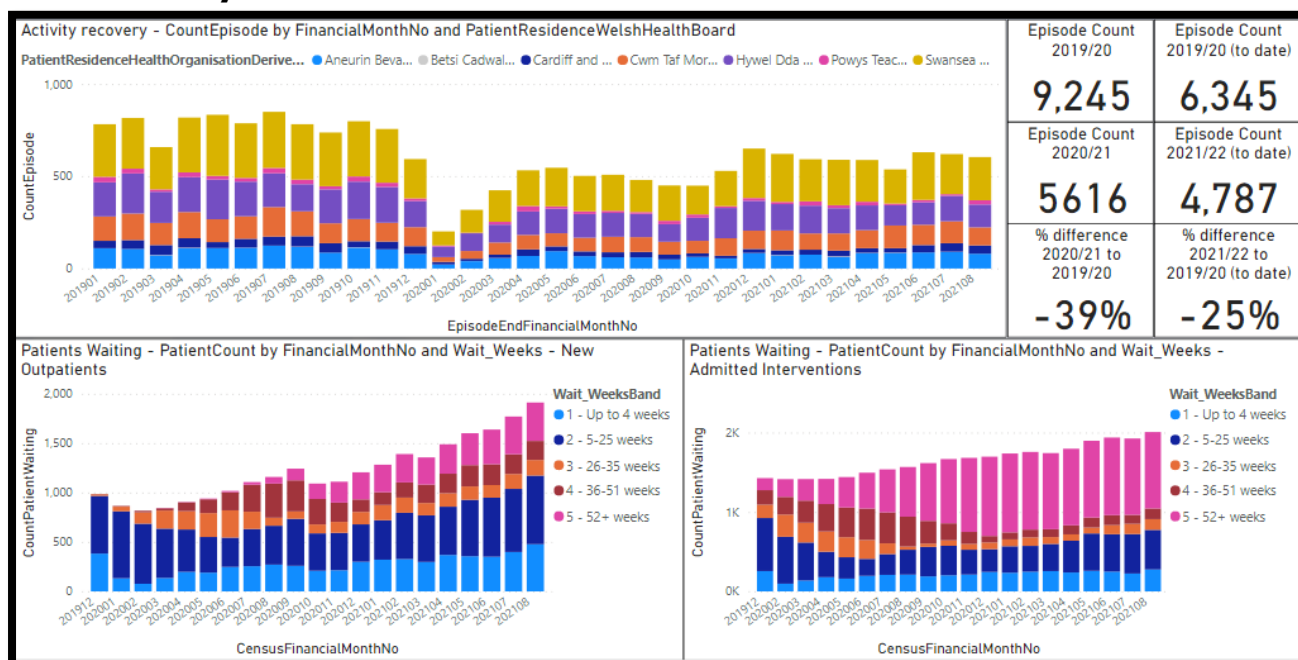 Activity recovery - CountEpisode by FinancialMonthNo and PatientResidenceWelshHealthBoard
PatientResidenceHealthOrganisationDerive... Aneurin Beva... Betsi Cadwal... Cardiff and ... Cwm Taf Mor... Hywel Dda ... Powys Teac... Swansea ...
1,000
500
0
CountEpisode
201901 201902 201903 201904 201905 201906 201907 201908 201909 201910 201911 201912 202001 202002 202003 202004 202005 202006 202007 202008 202009 202010 202011 202012 202101 202102 202103 202104 202105 202106 202107 202108
EpisodeEndFinancialMonthNo
Episode Count
2019/20
9,245
Episode Count
2019/20 (to date)
6,345
Episode Count
2020/21
5616
Episode Count
2021/22 (to date)
4,787
% difference
2020/21 to
2019/20
-39%
% difference
2021/22 to
2019/20 (to date)
-25%
Patients Waiting - PatientCount by FinancialMonthNo and Wait_Weeks - New
Outpatients
2,000
1,500
1,000
500
0
CountPatientWaiting
201912 202001 202002 202003 202004 202005 202006 202007 202008 202009 202010 202011 202012 202101 202102 202103 202104 202105 202106 202107 202108
CensusFinancialMonthNo
Wait_WeeksBand
1 - Up to 4 weeks
2 - 5-25 weeks
3 - 26-35 weeks
4 - 36-51 weeks
5 - 52+ weeks
Patients Waiting - PatientCount by FinancialMonthNo and Wait_Weeks -
Admitted Interventions
2K
1K
0K
CountPatientWaiting
201912 202002 202003 202004 202005 202006 202007 202008 202009 202010 202011 202012 202101 202102 202103 202104 202105 202106 202107 202108
CensusFinancialMonthNo
Wait_WeeksBand
1 - Up to 4 weeks
2 - 5-25 weeks
3 - 26-35 weeks
4 - 36-51 weeks
5 - 52+ weeks